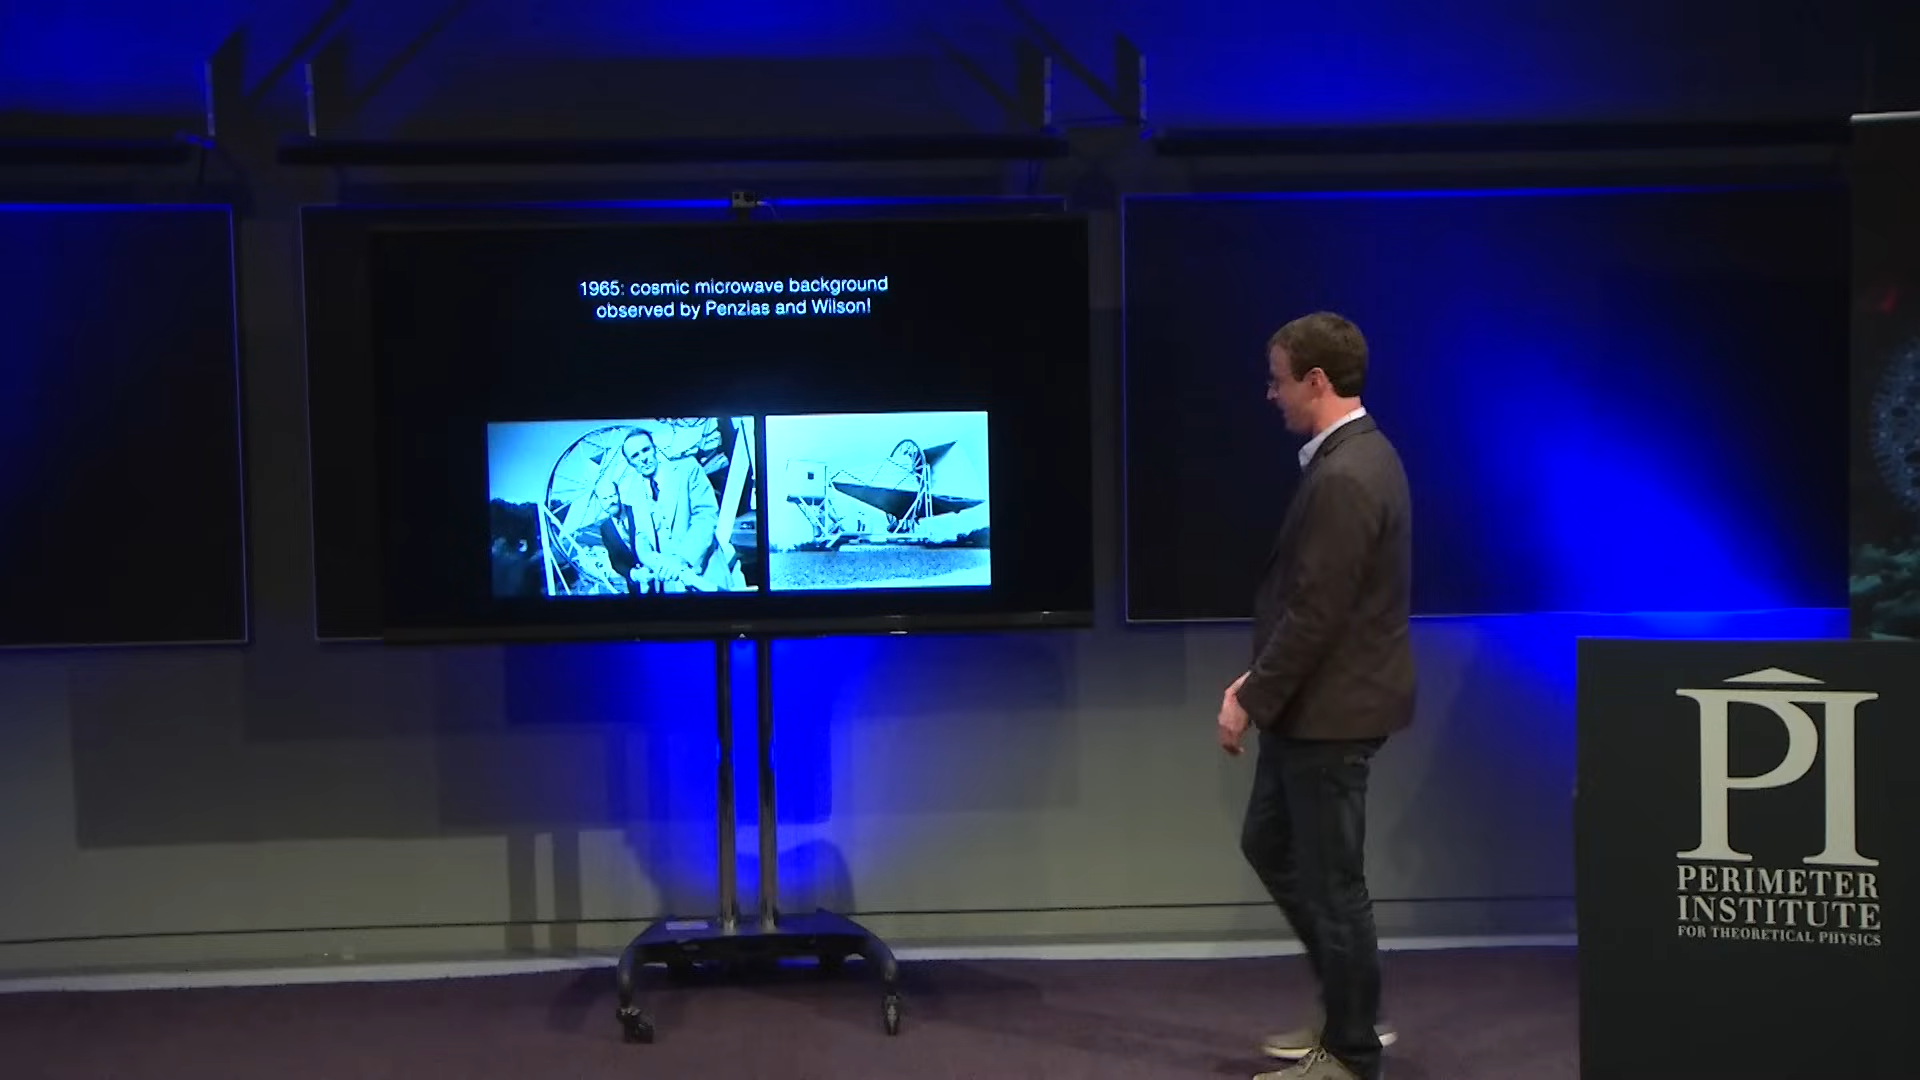 1965: cosmic microwave background
observed by Penzias and Wilson!
PI
PERIMETER
INSTITUTE
FOR THEORETICAL PHYSICS